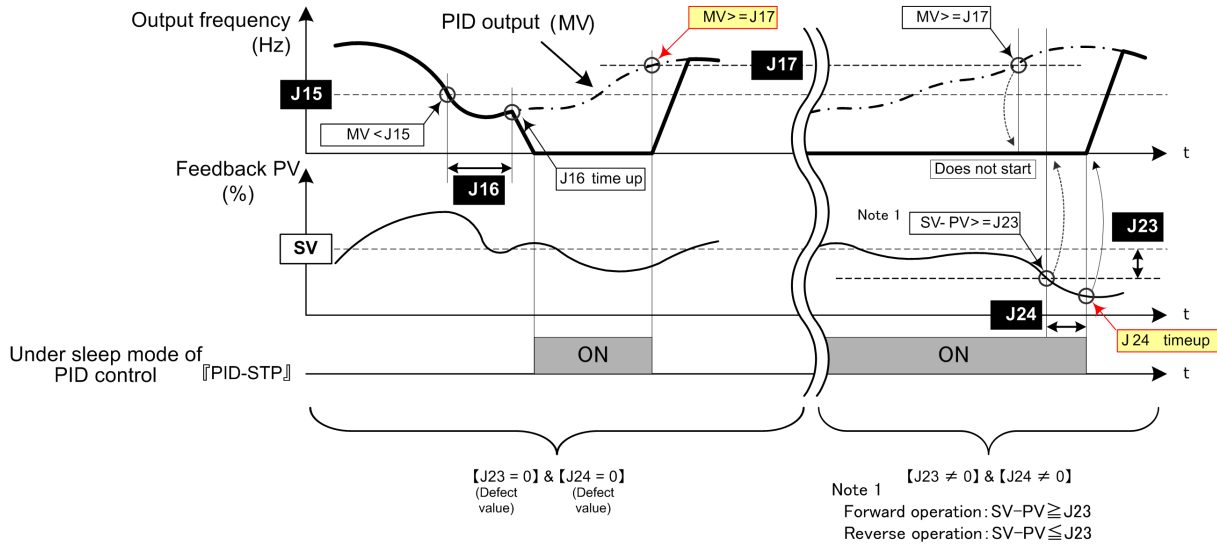 Output frequency
(Hz)
PID output (MV)
MV>=J17
MV>=J17
J17
J15
MV<J15
J16
J16 time up
t
Does not start
Feedback PV
(%)
Note 1
SV-PV>=J23
J23
SV
J24
t
J24 timeup
Under sleep mode of
PID control
『PID-STP』
ON
ON
t
【J23 = 0】 & 【J24 = 0】
(Defect
value)
(Defect
value)
【J23 ≠ 0】 & 【J24 ≠ 0】
Note 1
Forward operation:SV-PV≧J23
Reverse operation:SV-PV≦J23